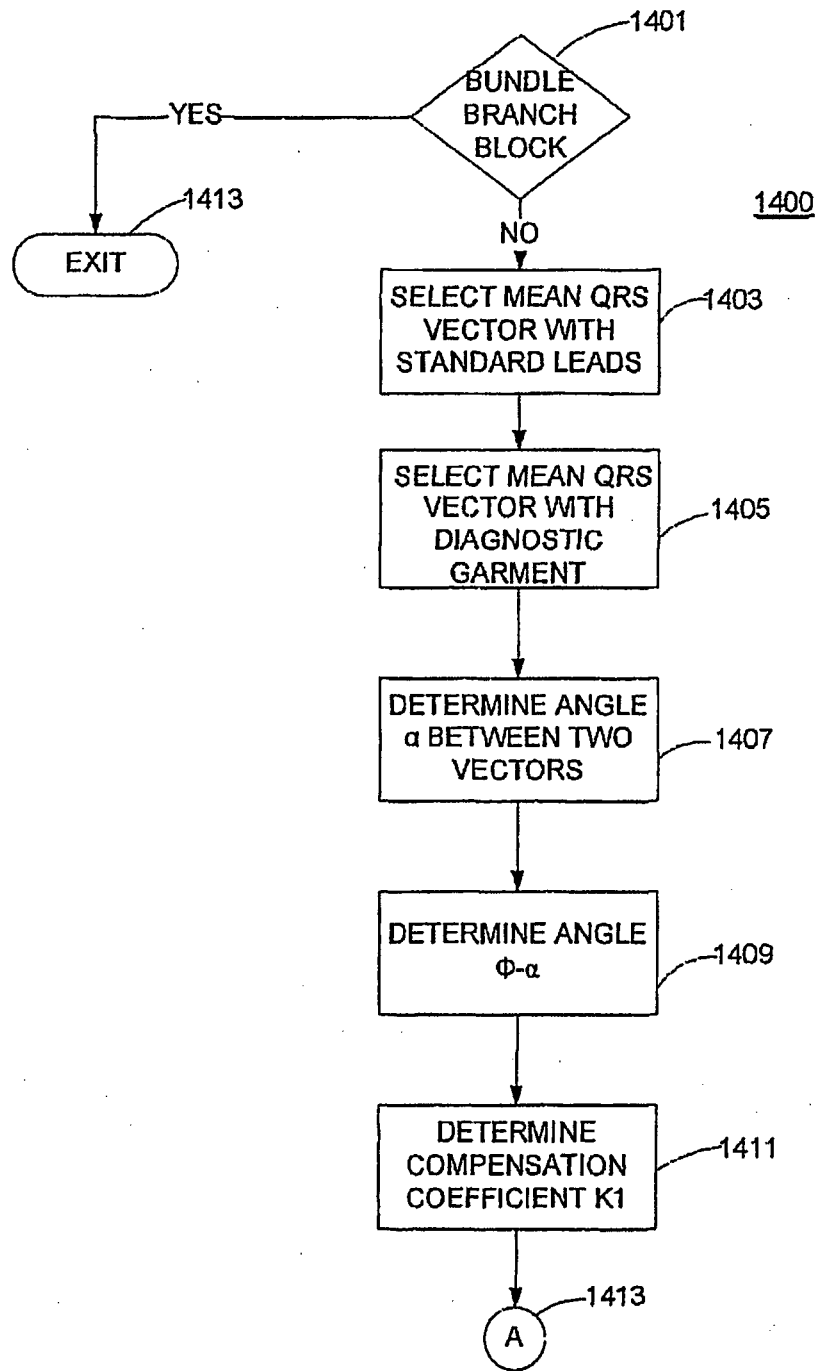 1401
BUNDLE
BRANCH
BLOCK
YES
1413
EXIT
1400
NO
SELECT MEAN QRS
VECTOR WITH
STANDARD LEADS
1403
SELECT MEAN QRS
VECTOR WITH
DIAGNOSTIC
GARMENT
1405
DETERMINE ANGLE
α BETWEEN TWO
VECTORS
1407
DETERMINE ANGLE
Φ-α
1409
DETERMINE
COMPENSATION
COEFFICIENT K1
1411
1413
A